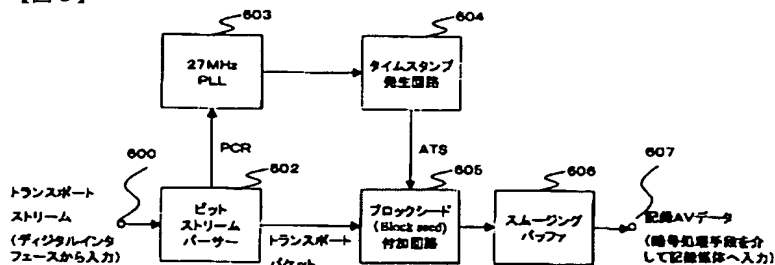 603
604
27MHz
PLL
タイムスタンプ
発生回路
600
PCR
602
ATS
605
606
607
トランスポート
ストリーム
(ディジタルインタ
フェースから入力)
ビット
ストリーム
パーサー
トランスポート
パケット
ブロックシード
(Block seed)
付加回路
スムージング
バッファ
記録AVデータ
(暗号処理手段を介
して記録媒体へ入力)